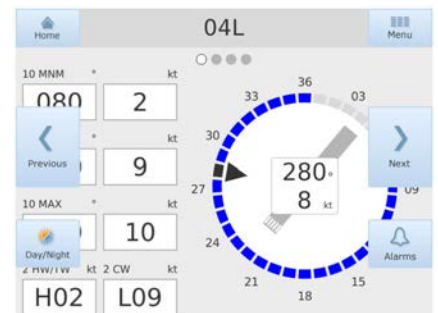 Home
04L
Menu
10 MNM ° kt
080 2
° kt
9
Previous
Next
10 MAX ° kt
10
Day/Night
Alarms
2 HW/TW kt 2 CW kt
H02 L09
36
03
33
30
27
09
24
21
18
15
280°
8 kt